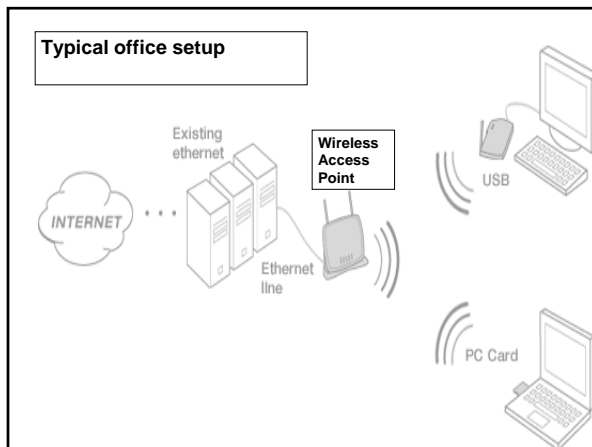 Typical office setup
Existing
ethernet
Wireless
Access
Point
INTERNET
Ethernet
lIne
USB
PC Card